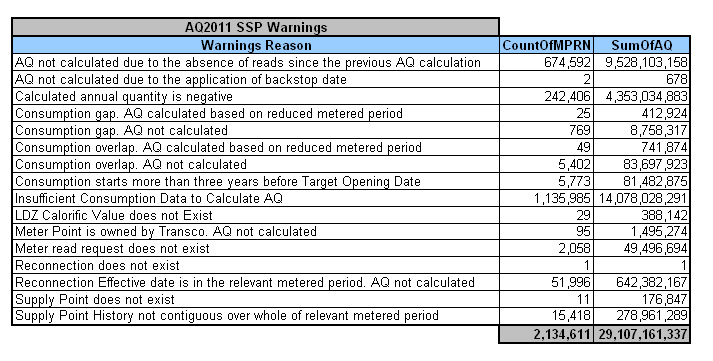 AQ2011 SSP Warnings
Warnings Reason CountOfMPRN SumOfAQ
AQ not calculated due to the absence of reads since the previous AQ calculation 674,592 9,528,103,158
AQ not calculated due to the application of backstop date 2 678
Calculated annual quantity is negative 242,406 4,353,034,883
Consumption gap. AQ calculated based on reduced metered period 25 412,924
Consumption gap. AQ not calculated 769 8,758,317
Consumption overlap. AQ calculated based on reduced metered period 49 741,874
Consumption overlap. AQ not calculated 5,402 83,697,923
Consumption starts more than three years before Target Opening Date 5,773 81,482,875
Insufficient Consumption Data to Calculate AQ 1,135,985 14,078,028,291
LDZ Calorific Value does not Exist 29 388,142
Meter Point is owned by Transco. AQ not calculated 95 1,495,274
Meter read request does not exist 2,058 49,496,694
Reconnection does not exist 1 1
Reconnection Effective date is in the relevant metered period. AQ not calculated 51,996 642,382,167
Supply Point does not exist 11 176,847
Supply Point History not contiguous over whole of relevant metered period 15,418 278,961,289
2,134,611 29,107,161,337